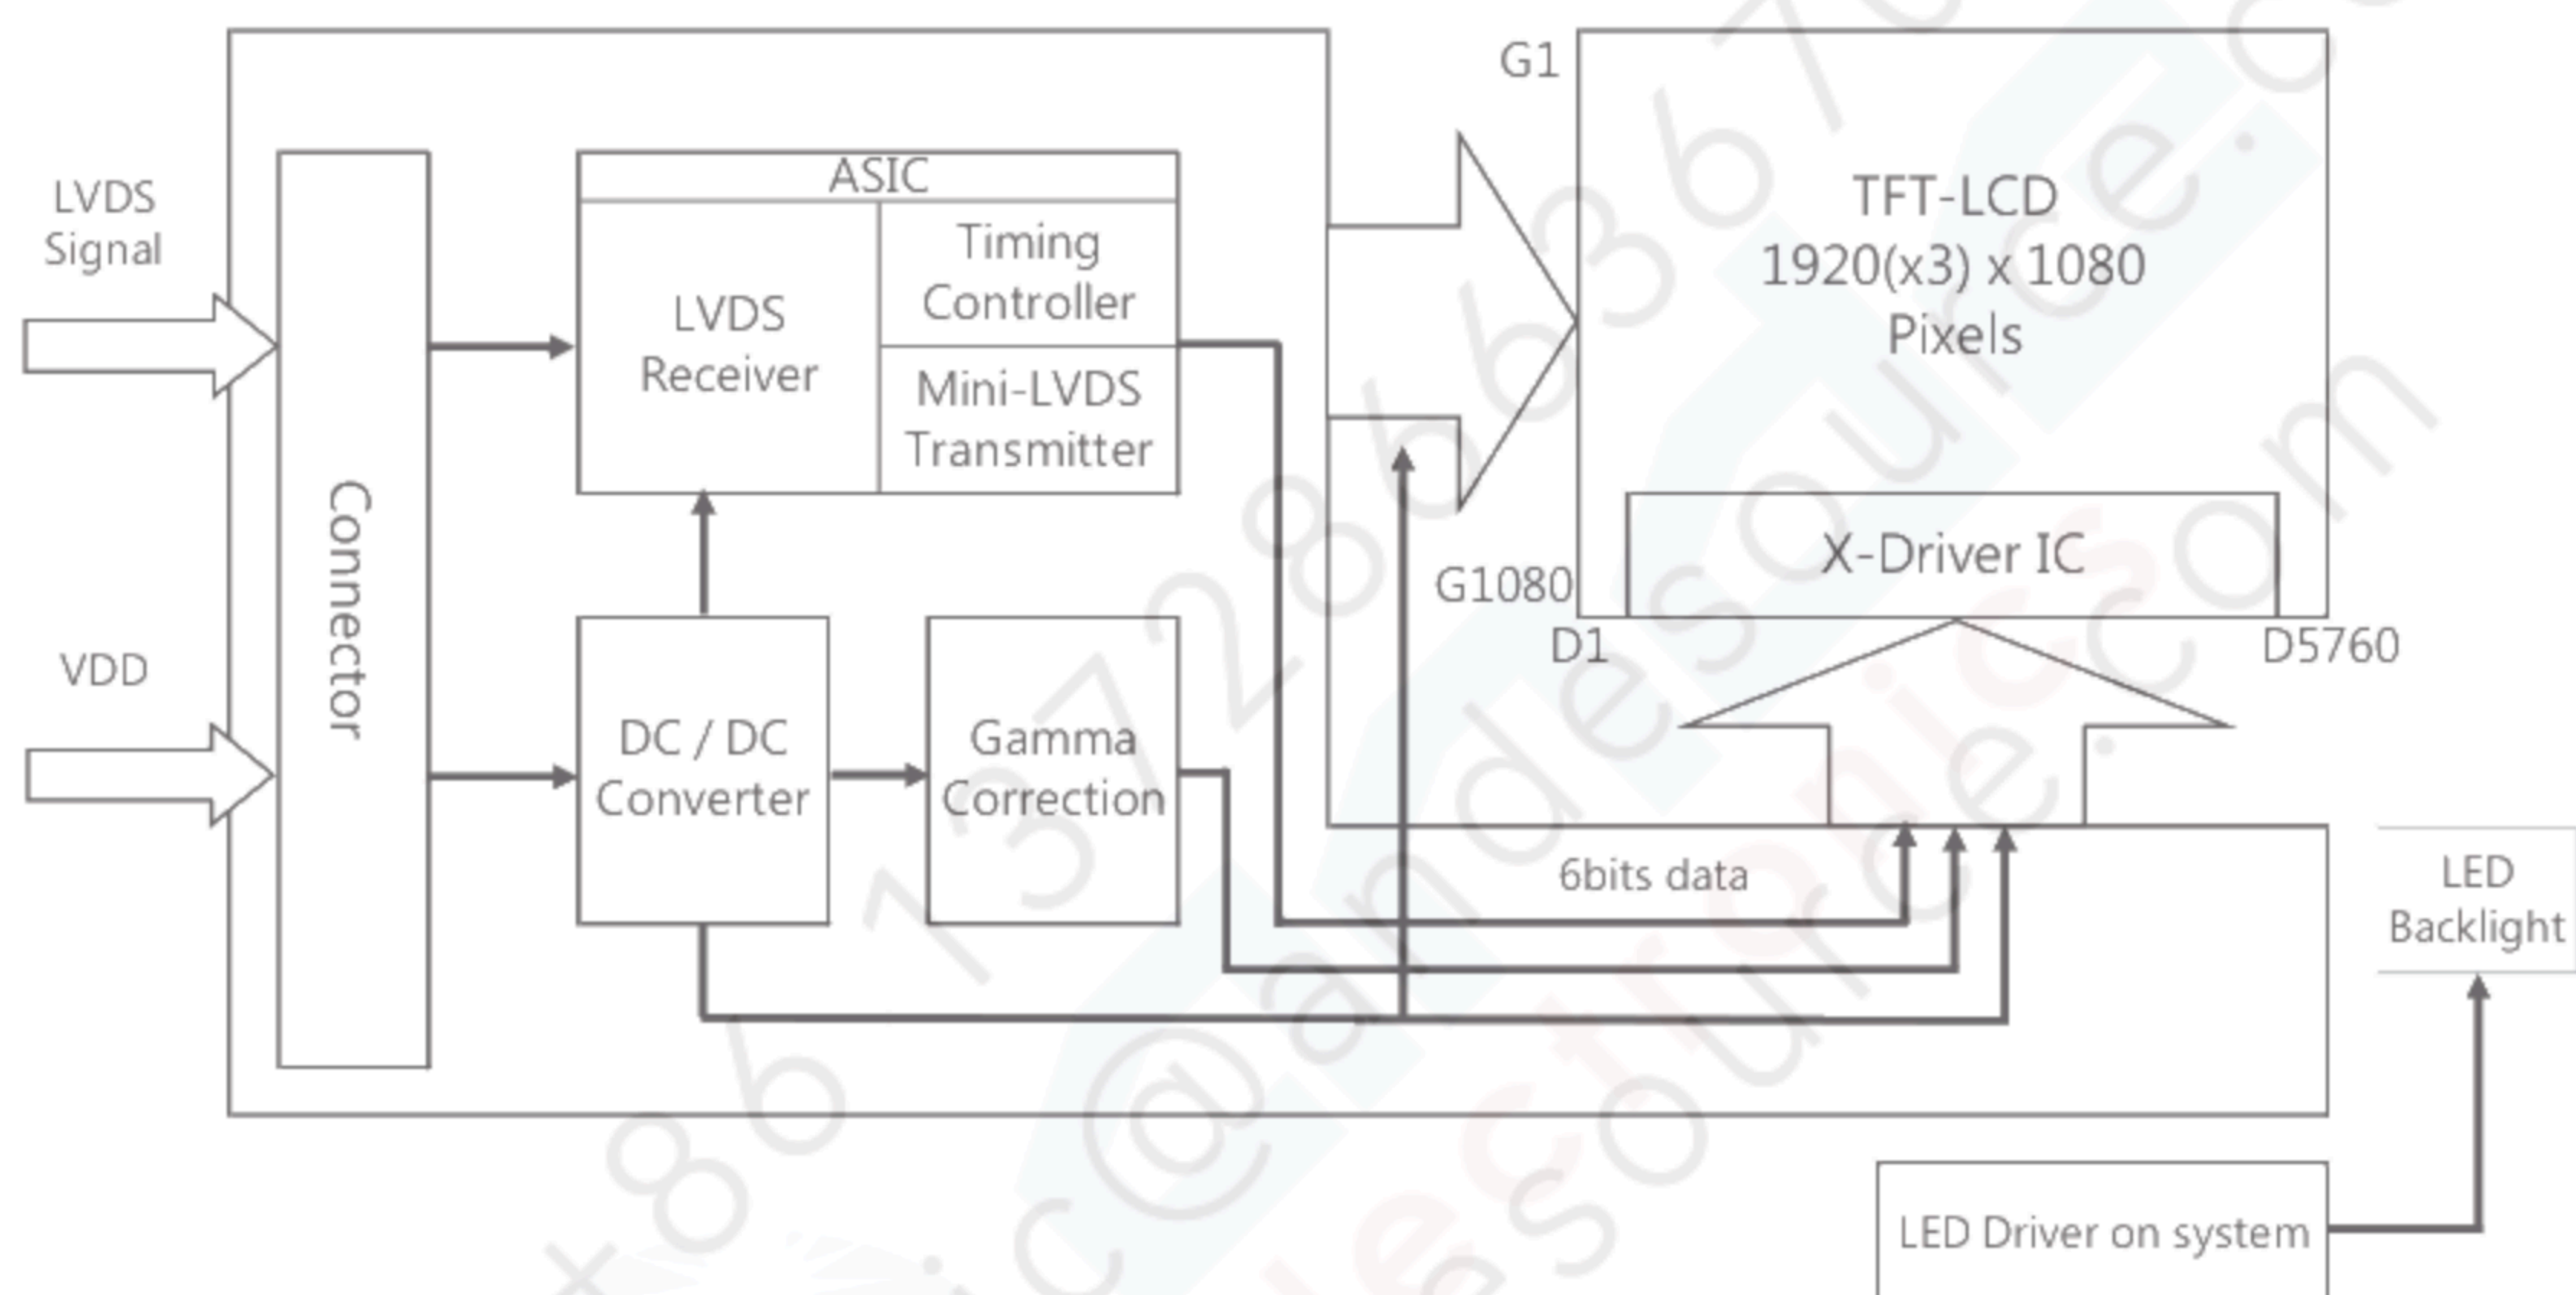 G1
LVDS
Signal
ASIC
LVDS
Receiver
Timing
Controller
Mini-LVDS
Transmitter
TFT-LCD
1920(x3) x 1080
Pixels
Connector
X-Driver IC
G1080
D1
D5760
VDD
DC / DC
Converter
Gamma
Correction
6bits data
LED
Backlight
LED Driver on system